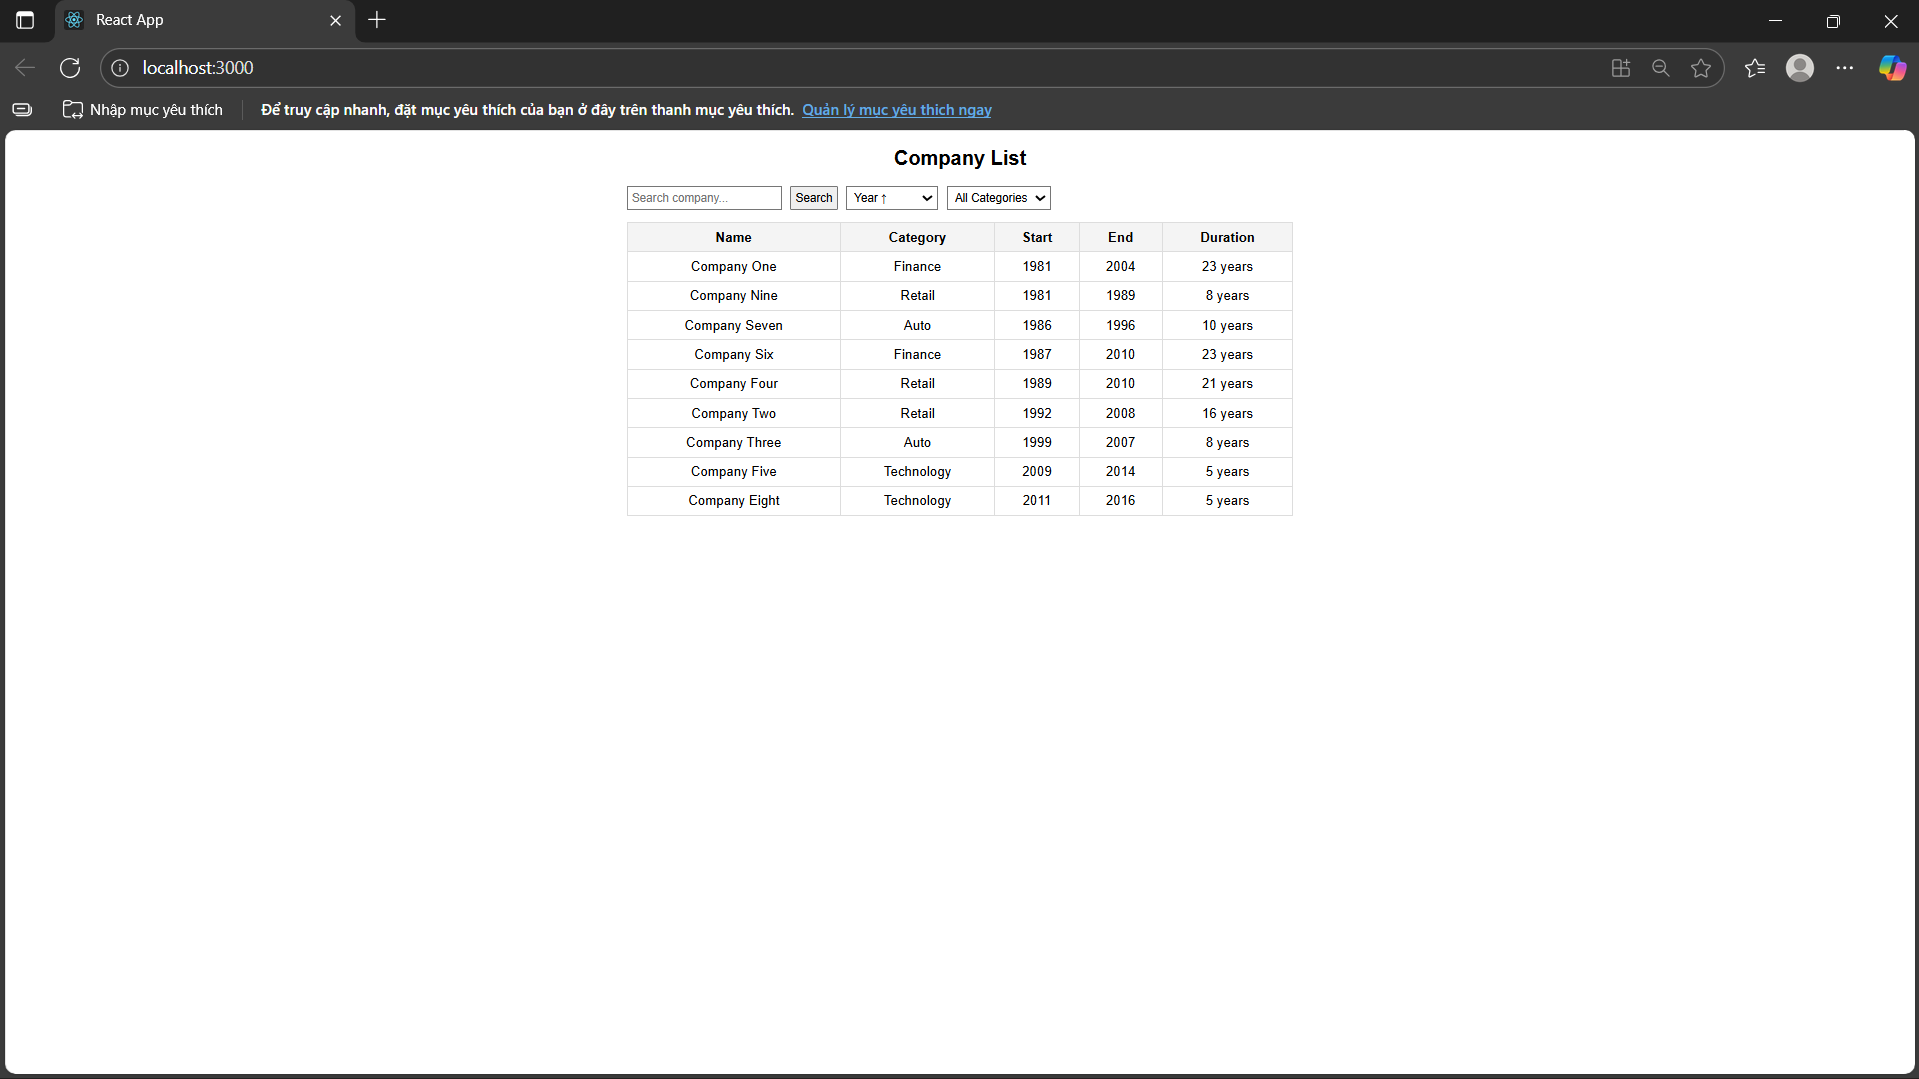 React App
localhost:3000
Nhập mục yêu thích Để truy cập nhanh, đặt mục yêu thích của bạn ở đây trên thanh mục yêu thích. Quản lý mục yêu thích ngay
Company List
Search company... Search Year ↑ All Categories
Name Category Start End Duration
Company One Finance 1981 2004 23 years
Company Nine Retail 1981 1989 8 years
Company Seven Auto 1986 1996 10 years
Company Six Finance 1987 2010 23 years
Company Four Retail 1989 2010 21 years
Company Two Retail 1992 2008 16 years
Company Three Auto 1999 2007 8 years
Company Five Technology 2009 2014 5 years
Company Eight Technology 2011 2016 5 years